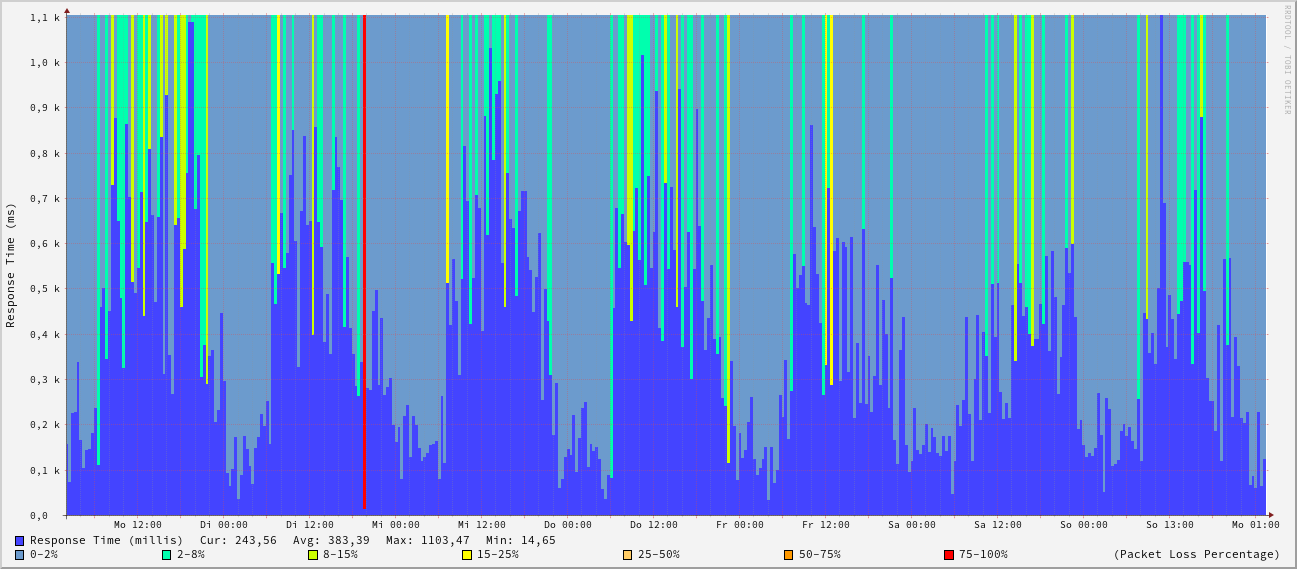 RRDTOOL / TOBI OETIKER
Response Time (ms)
1,1 k
1,0 k
0,9 k
0,8 k
0,7 k
0,6 k
0,5 k
0,4 k
0,3 k
0,2 k
0,1 k
0,0
Mo 12:00 Di 00:00 Di 12:00 Mi 00:00 Mi 12:00 Do 00:00 Do 12:00 Fr 00:00 Fr 12:00 Sa 00:00 Sa 12:00 So 00:00 So 13:00 Mo 01:00
Response Time (millis) Cur: 243,56 Avg: 383,39 Max: 1103,47 Min: 14,65
0-2% 2-8% 8-15% 15-25% 25-50% 50-75% 75-100% (Packet Loss Percentage)